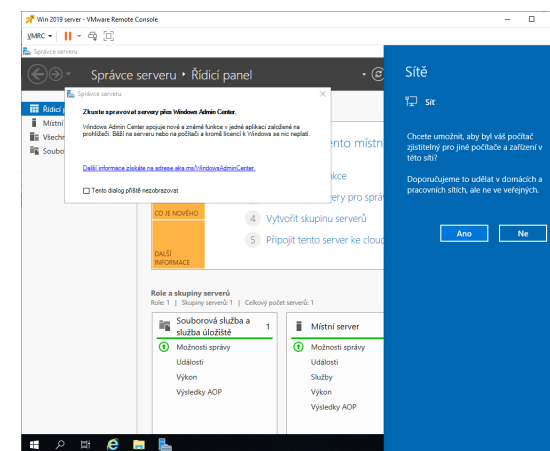 Win 2019 server - VMware Remote Console
VMRC
Správce serveru
Správce serveru • Řídicí panel
Správce serveru
Zkuste spravovat servery přes Windows Admin Center.
Windows Admin Center spojuje nové a známé funkce v jedné aplikaci založené na
prohlížeči. Běží na serveru nebo na počítači a kromě licencí k Windows se nic neplatí.
Další informace získáte na adrese aka.ms/WindowsAdminCenter.
Tento dialog příště nezobrazovat
Řídicí p
Místní
Všechr
Soubo
ento místn
kce
ery pro sprá
CO JE NOVÉHO
4 Vytvořit skupinu serverů
5 Připojit tento server ke cloud
DALŠÍ
INFORMACE
Role a skupiny serverů
Role: 1 | Skupiny serverů: 1 | Celkový počet serverů: 1
Souborová služba a
služba úložiště
1
Možnosti správy
Události
Výkon
Výsledky AOP
Místní server
Možnosti správy
Události
Služby
Výkon
Výsledky AOP
Sítě
Síť
Chcete umožnit, aby byl váš počítač
zjistitelný pro jiné počítače a zařízení v
této síti?
Doporučujeme to udělat v domácích a
pracovních sítích, ale ne ve veřejných.
Ano
Ne